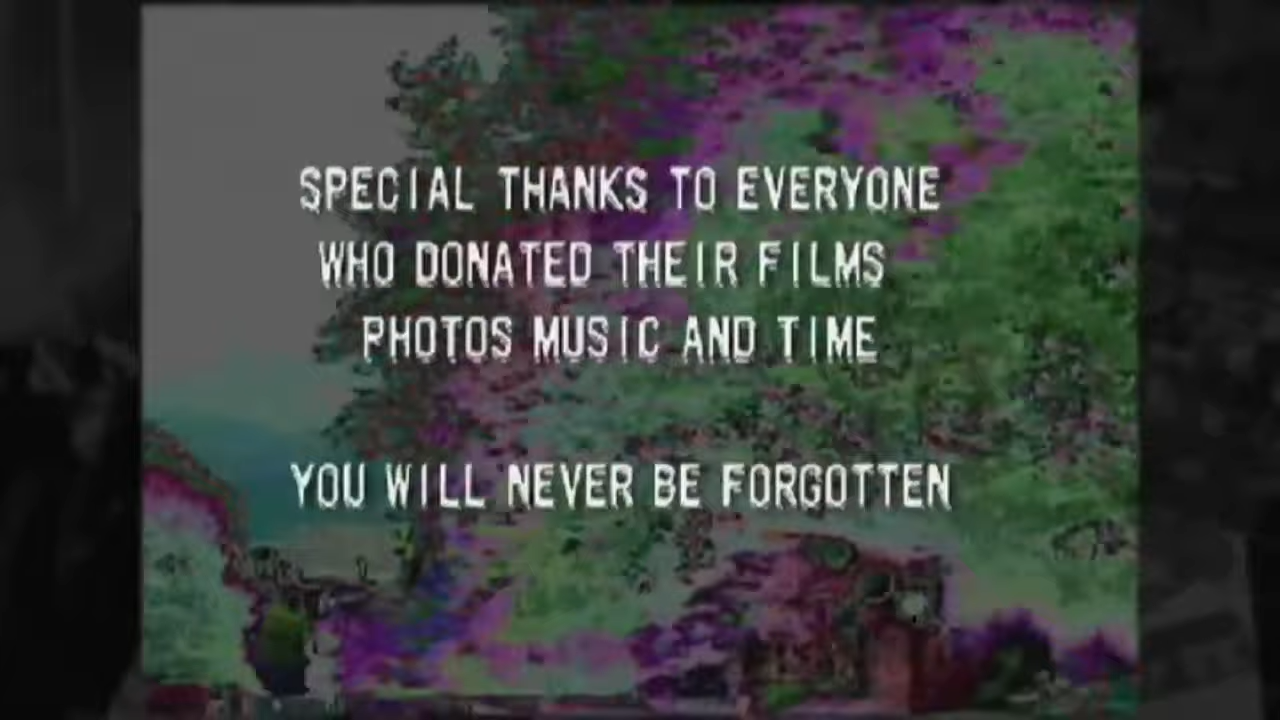 SPECIAL THANKS TO EVERYONE
WHO DONATED THEIR FILMS
PHOTOS MUSIC AND TIME
YOU WILL NEVER BE FORGOTTEN